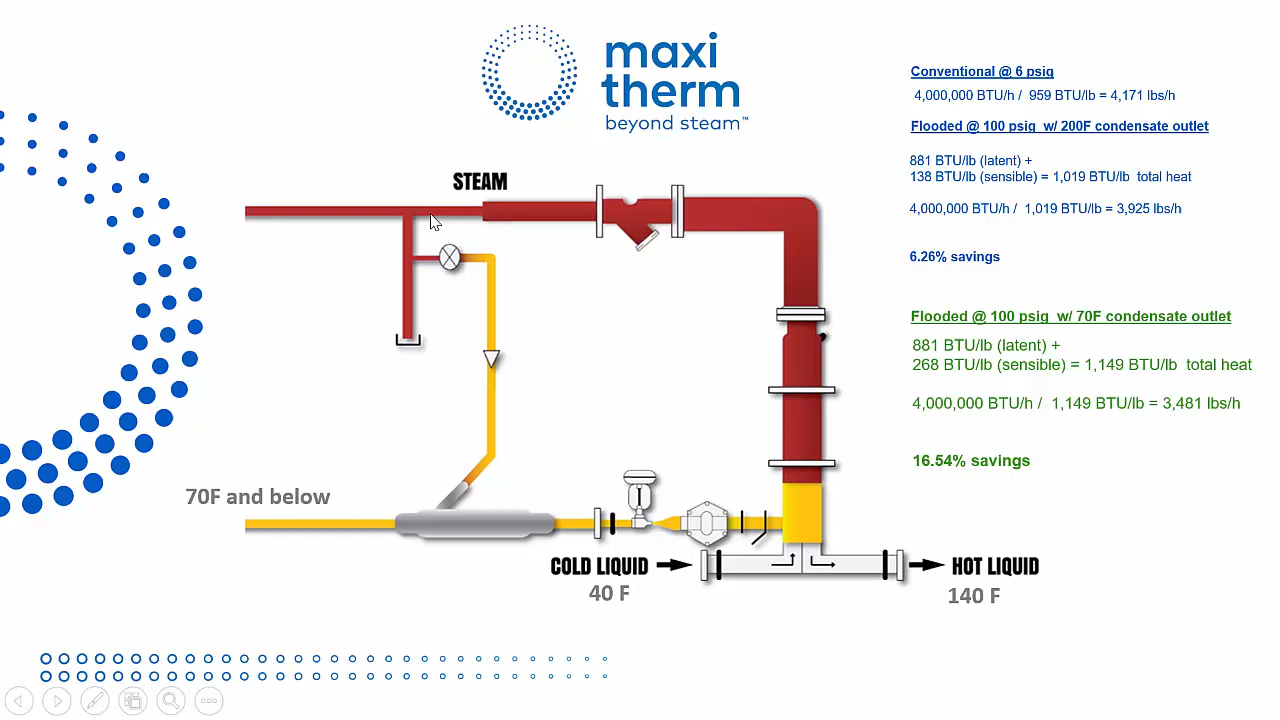 maxi
therm
beyond steam™
Conventional @ 6 psig
4,000,000 BTU/h / 959 BTU/lb = 4,171 lbs/h
Flooded @ 100 psig w/ 200F condensate outlet
881 BTU/lb (latent) +
138 BTU/lb (sensible) = 1,019 BTU/lb total heat
4,000,000 BTU/h / 1,019 BTU/lb = 3,925 lbs/h
6.26% savings
Flooded @ 100 psig w/ 70F condensate outlet
881 BTU/lb (latent) +
268 BTU/lb (sensible) = 1,149 BTU/lb total heat
4,000,000 BTU/h / 1,149 BTU/lb = 3,481 lbs/h
16.54% savings
STEAM
70F and below
COLD LIQUID
40 F
HOT LIQUID
140 F